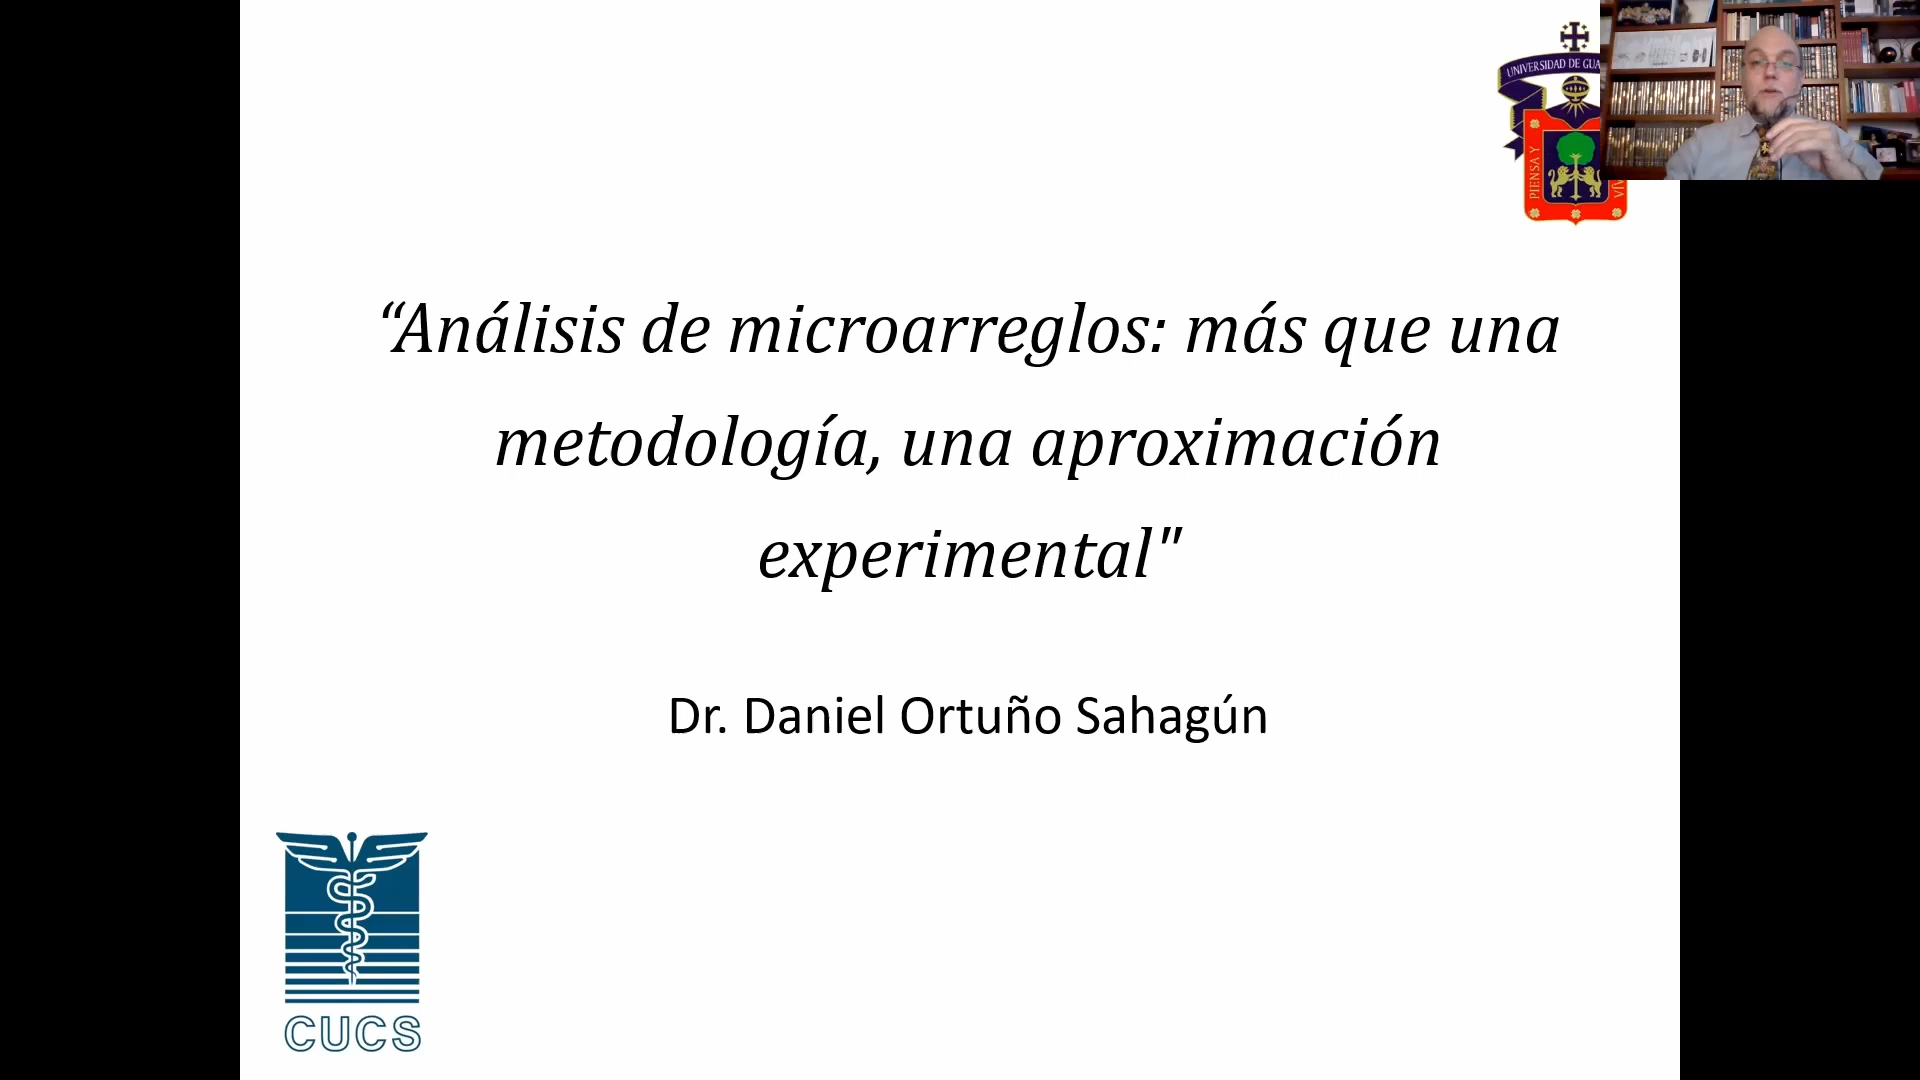 UNIVERSIDAD DE GUA
PIENSA Y
AJA
“Análisis de microarreglos: más que una
metodología, una aproximación
experimental"
Dr. Daniel Ortuño Sahagún
CUCS